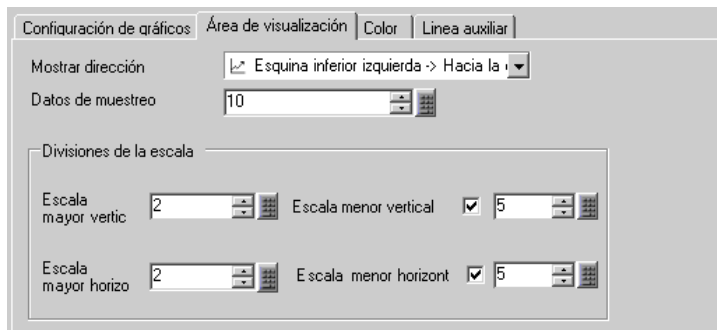 Configuración de gráficos Área de visualización Color Linea auxiliar
Mostrar dirección Esquina inferior izquierda -> Hacia la
Datos de muestreo 10
Divisiones de la escala
Escala mayor vertic 2 Escala menor vertical 5
Escala mayor horizo 2 Escala menor horizont 5